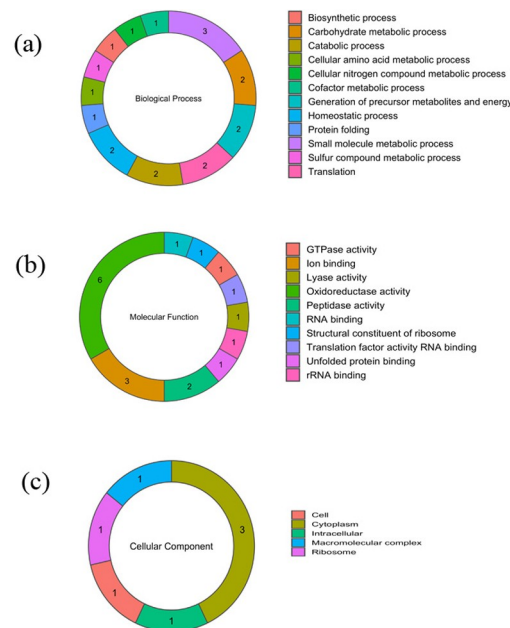 (a)
3
2
2
2
2
2
1
1
1
1
1
1
Biological Process
Biosynthetic process
Carbohydrate metabolic process
Catabolic process
Cellular amino acid metabolic process
Cellular nitrogen compound metabolic process
Cofactor metabolic process
Generation of precursor metabolites and energy
Homeostatic process
Protein folding
Small molecule metabolic process
Sulfur compound metabolic process
Translation
(b)
1
1
1
1
1
1
1
2
3
6
Molecular Function
GTPase activity
Ion binding
Lyase activity
Oxidoreductase activity
Peptidase activity
RNA binding
Structural constituent of ribosome
Translation factor activity RNA binding
Unfolded protein binding
rRNA binding
(c)
3
1
1
1
1
Cellular Component
Cell
Cytoplasm
Intracellular
Macromolecular complex
Ribosome